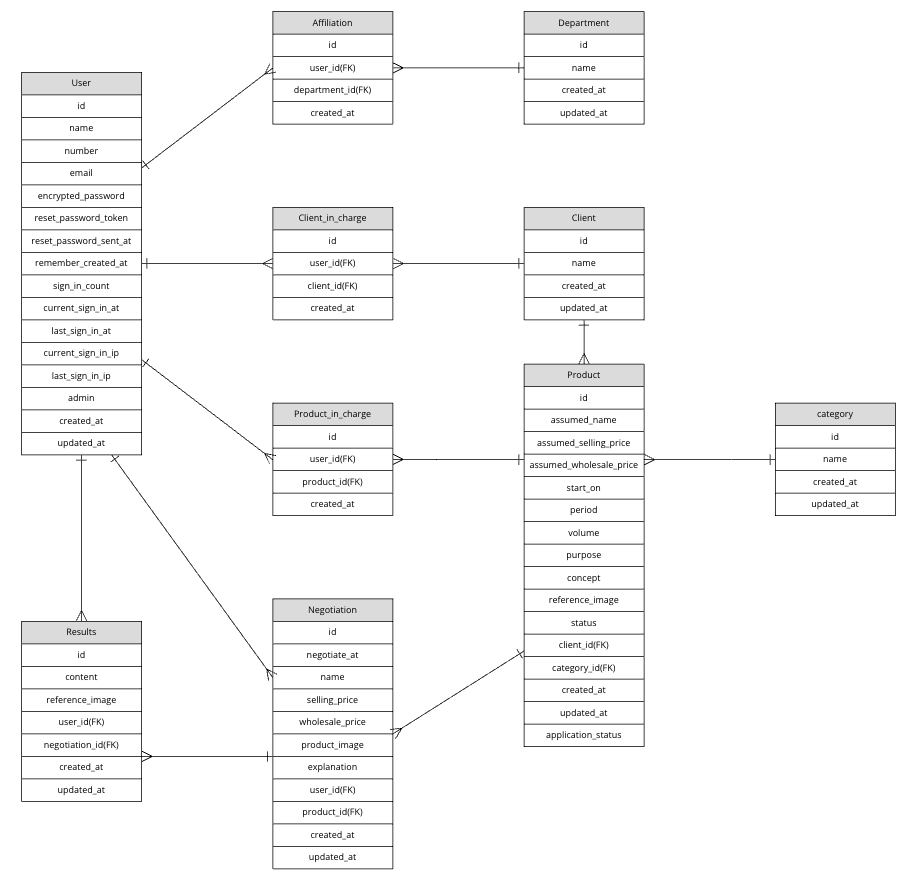 Affiliation
id
user_id(FK)
department_id(FK)
created_at
Department
id
name
created_at
updated_at
User
id
name
number
email
encrypted_password
reset_password_token
reset_password_sent_at
remember_created_at
sign_in_count
current_sign_in_at
last_sign_in_at
current_sign_in_ip
last_sign_in_ip
admin
created_at
updated_at
Client_in_charge
id
user_id(FK)
client_id(FK)
created_at
Client
id
name
created_at
updated_at
Product
id
assumed_name
assumed_selling_price
assumed_wholesale_price
start_on
period
volume
purpose
concept
reference_image
status
client_id(FK)
category_id(FK)
created_at
updated_at
application_status
Product_in_charge
id
user_id(FK)
product_id(FK)
created_at
category
id
name
created_at
updated_at
Results
id
content
reference_image
user_id(FK)
negotiation_id(FK)
created_at
updated_at
Negotiation
id
negotiate_at
name
selling_price
wholesale_price
product_image
explanation
user_id(FK)
product_id(FK)
created_at
updated_at